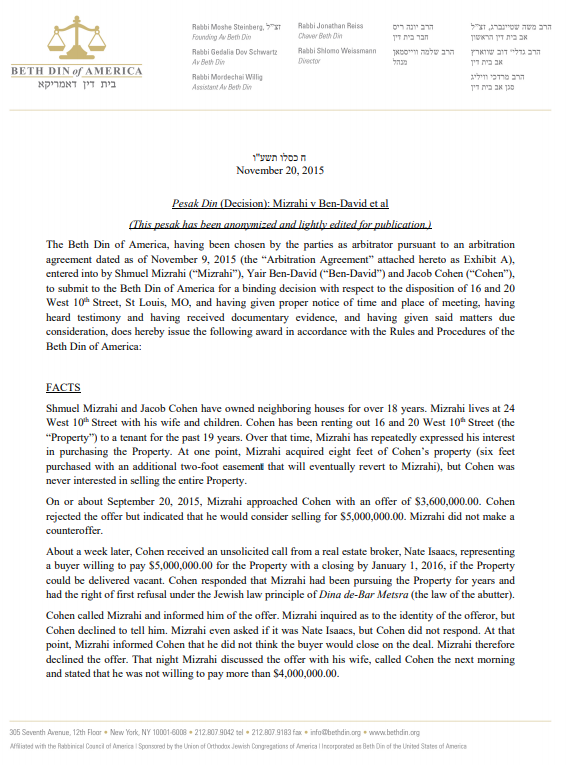 BETH DIN of AMERICA
בית דין דאמריקא
Rabbi Moshe Steinberg, זצ"ל
Founding Av Beth Din
Rabbi Gedalia Dov Schwartz
Av Beth Din
Rabbi Mordechai Willig
Assistant Av Beth Din
Rabbi Jonathan Reiss
Chaver Beth Din
Rabbi Shlomo Weissmann
Director
הרב יונה ריס
חבר בית דין
הרב שלמה ווייסמאן
מנהל
הרב משה שטיינברג, זצ"ל
אב בית דין הראשון
הרב גדלי' דוב שווארץ
אב בית דין
הרב מרדכי וויליג
סגן אב בית דין
ח כסלו תשע"ו
November 20, 2015
Pesak Din (Decision): Mizrahi v Ben-David et al
(This pesak has been anonymized and lightly edited for publication.)
The Beth Din of America, having been chosen by the parties as arbitrator pursuant to an arbitration
agreement dated as of November 9, 2015 (the “Arbitration Agreement” attached hereto as Exhibit A),
entered into by Shmuel Mizrahi (“Mizrahi”), Yair Ben-David (“Ben-David”) and Jacob Cohen (“Cohen”),
to submit to the Beth Din of America for a binding decision with respect to the disposition of 16 and 20
West 10th Street, St Louis, MO, and having given proper notice of time and place of meeting, having
heard testimony and having received documentary evidence, and having given said matters due
consideration, does hereby issue the following award in accordance with the Rules and Procedures of the
Beth Din of America:
FACTS
Shmuel Mizrahi and Jacob Cohen have owned neighboring houses for over 18 years. Mizrahi lives at 24
West 10th Street with his wife and children. Cohen has been renting out 16 and 20 West 10th Street (the
“Property”) to a tenant for the past 19 years. Over that time, Mizrahi has repeatedly expressed his interest
in purchasing the Property. At one point, Mizrahi acquired eight feet of Cohen’s property (six feet
purchased with an additional two-foot easement that will eventually revert to Mizrahi), but Cohen was
never interested in selling the entire Property.
On or about September 20, 2015, Mizrahi approached Cohen with an offer of $3,600,000.00. Cohen
rejected the offer but indicated that he would consider selling for $5,000,000.00. Mizrahi did not make a
counteroffer.
About a week later, Cohen received an unsolicited call from a real estate broker, Nate Isaacs, representing
a buyer willing to pay $5,000,000.00 for the Property with a closing by January 1, 2016, if the Property
could be delivered vacant. Cohen responded that Mizrahi had been pursuing the Property for years and
had the right of first refusal under the Jewish law principle of Dina de-Bar Metsra (the law of the abutter).
Cohen called Mizrahi and informed him of the offer. Mizrahi inquired as to the identity of the offeror, but
Cohen declined to tell him. Mizrahi even asked if it was Nate Isaacs, but Cohen did not respond. At that
point, Mizrahi informed Cohen that he did not think the buyer would close on the deal. Mizrahi therefore
declined the offer. That night Mizrahi discussed the offer with his wife, called Cohen the next morning
and stated that he was not willing to pay more than $4,000,000.00.
305 Seventh Avenue, 12th Floor • New York, NY 10001-6008 • 212.807.9042 tel • 212.807.9183 fax • info@bethdin.org • www.bethdin.org
Affiliated with the Rabbinical Council of America | Sponsored by the Union of Orthodox Jewish Congregations of America | Incorporated as Beth Din of the United States of America